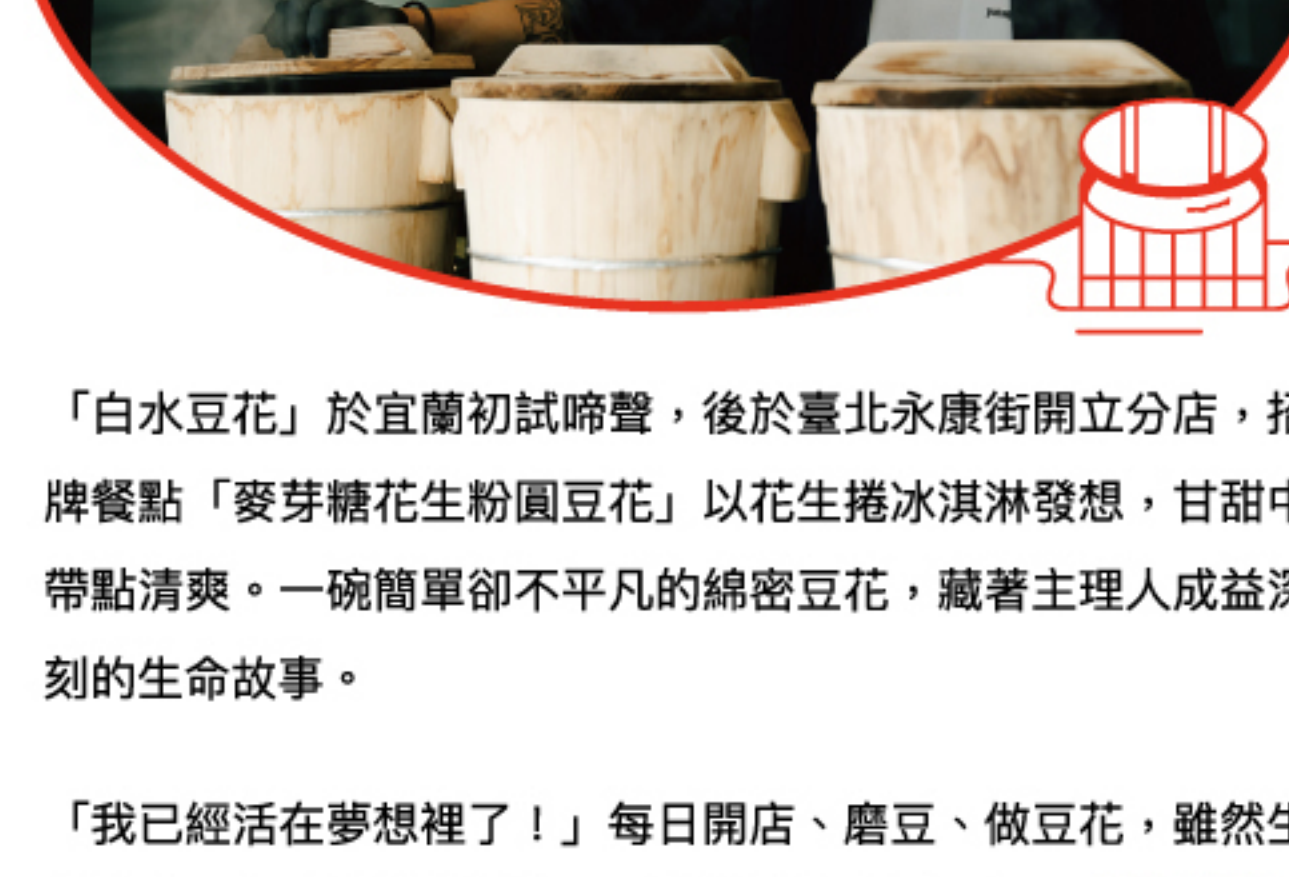 「白水豆花」於宜蘭初試啼聲，後於臺北永康街開立分店，招
牌餐點「麥芽糖花生粉圓豆花」以花生捲冰淇淋發想，甘甜中
帶點清爽。一碗簡單卻不平凡的綿密豆花，藏著主理人成益深
刻的生命故事。
「我已經活在夢想裡了！」每日開店、磨豆、做豆花，雖然生